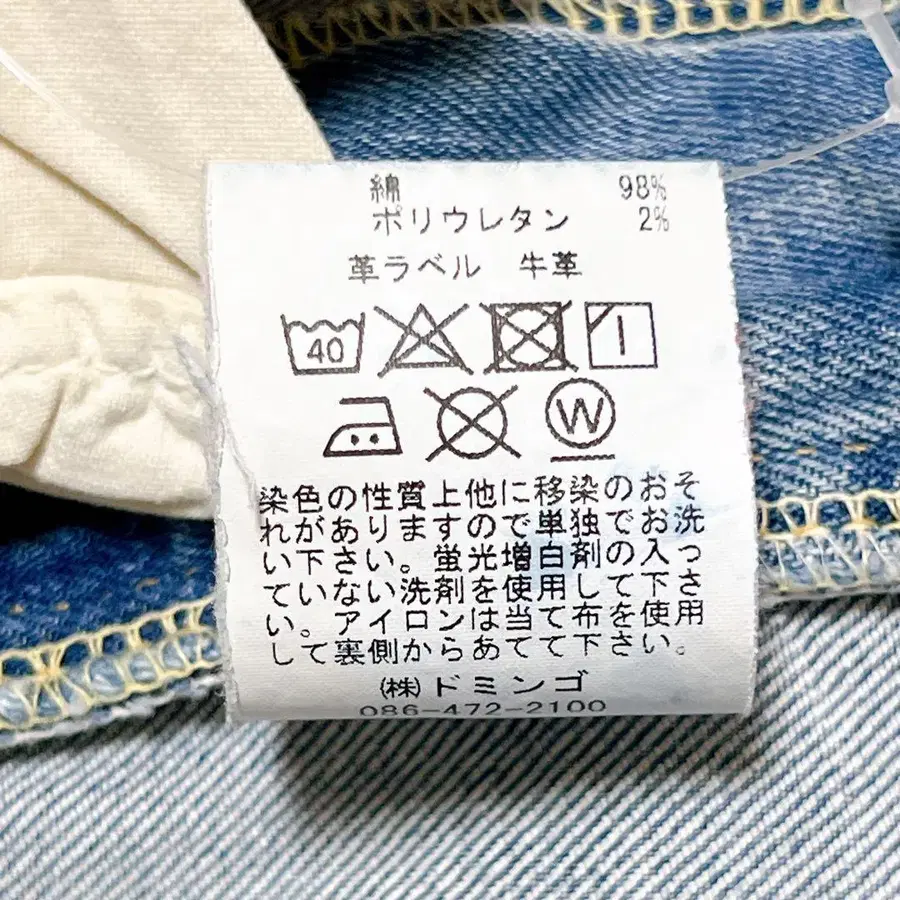 綿 98%
ポリウレタン 2%
革ラベル 牛革
40
W
染色の性質上他に移染のおそ
れがありますので単独でお洗
い下さい。蛍光増白剤の入っ
ていない洗剤を使用して下さ
い。アイロンは当て布を使用
して裏側からあてて下さい。
(株)ドミンゴ
086-472-2100